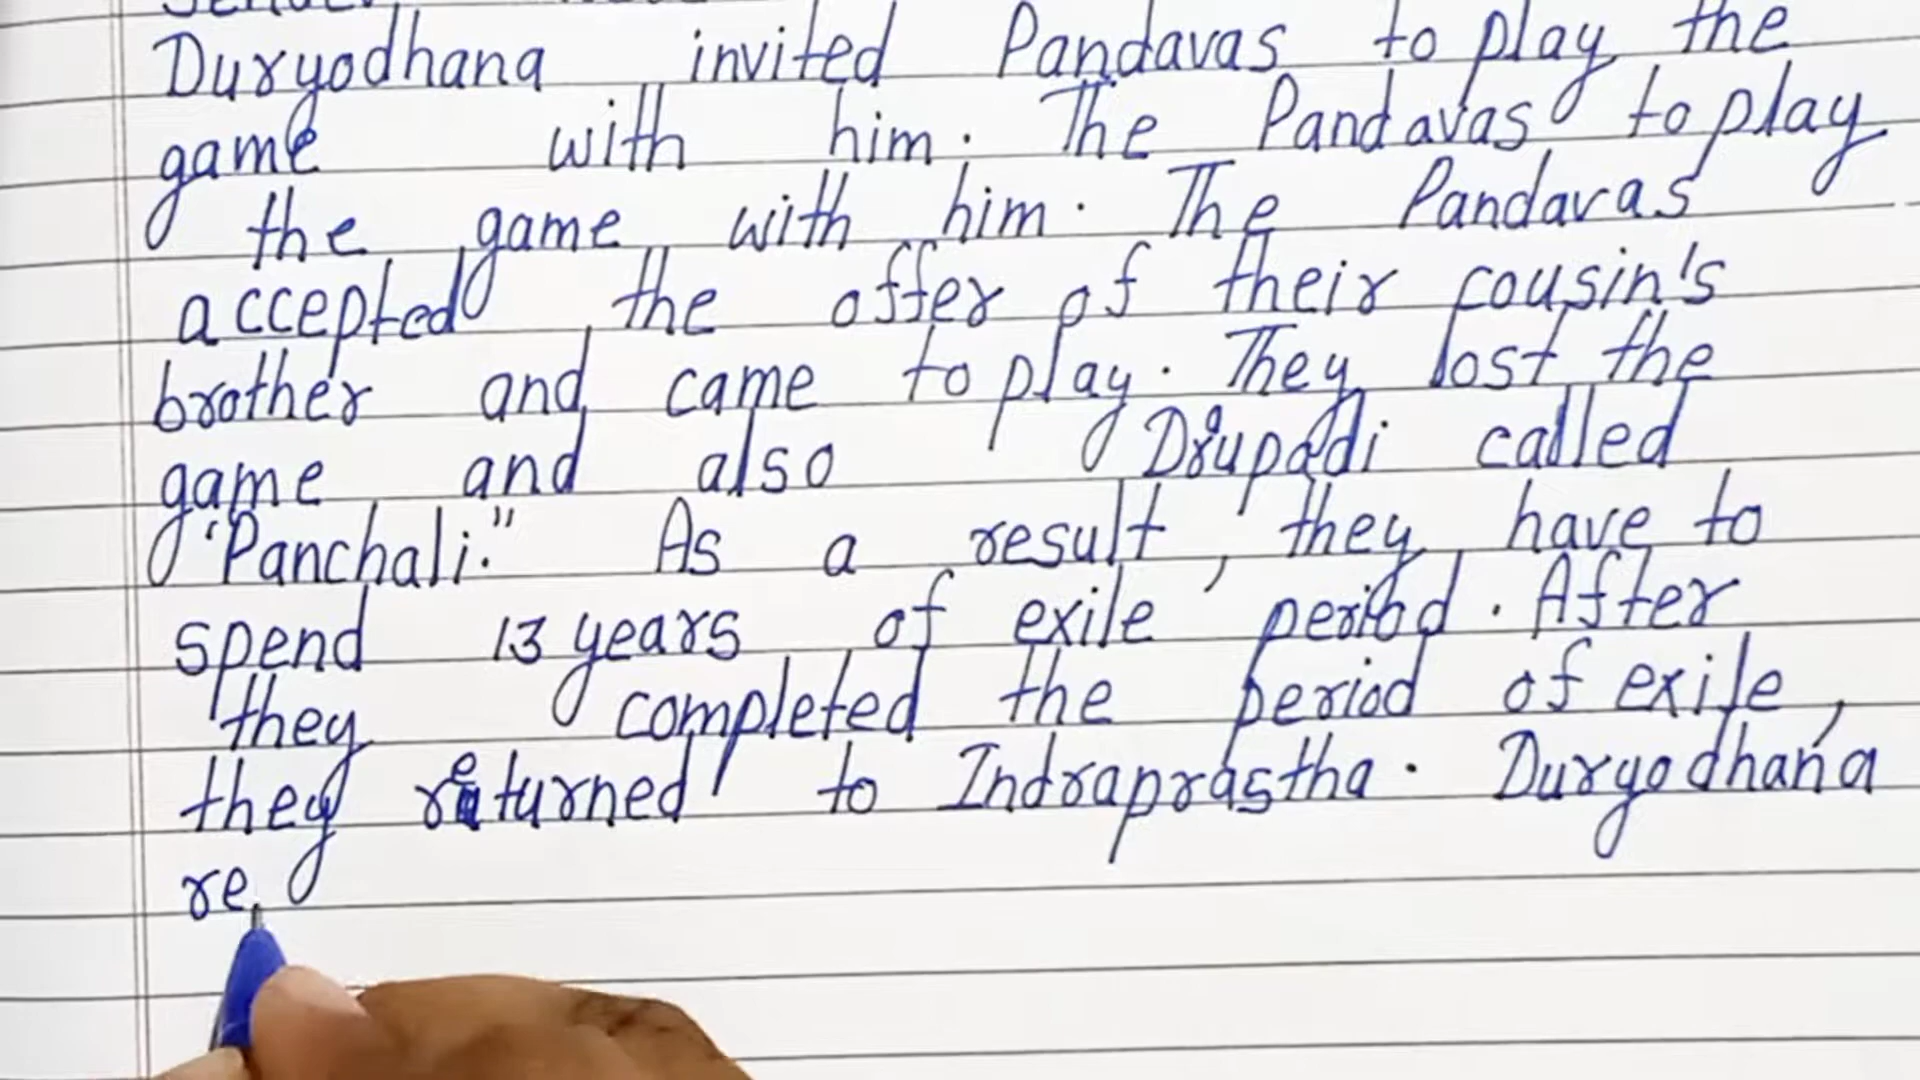 Duryodhana invited Pandavas to play the
game with him. The Pandavas to play
the game with him. The Pandavas
accepted the offer of their cousin's
brother and came to play. They lost the
game and also Drupadi called
"Panchali." As a result, they have to
spend 13 years of exile period. After
they completed the period of exile,
they returned to Indraprastha. Duryodhana
re